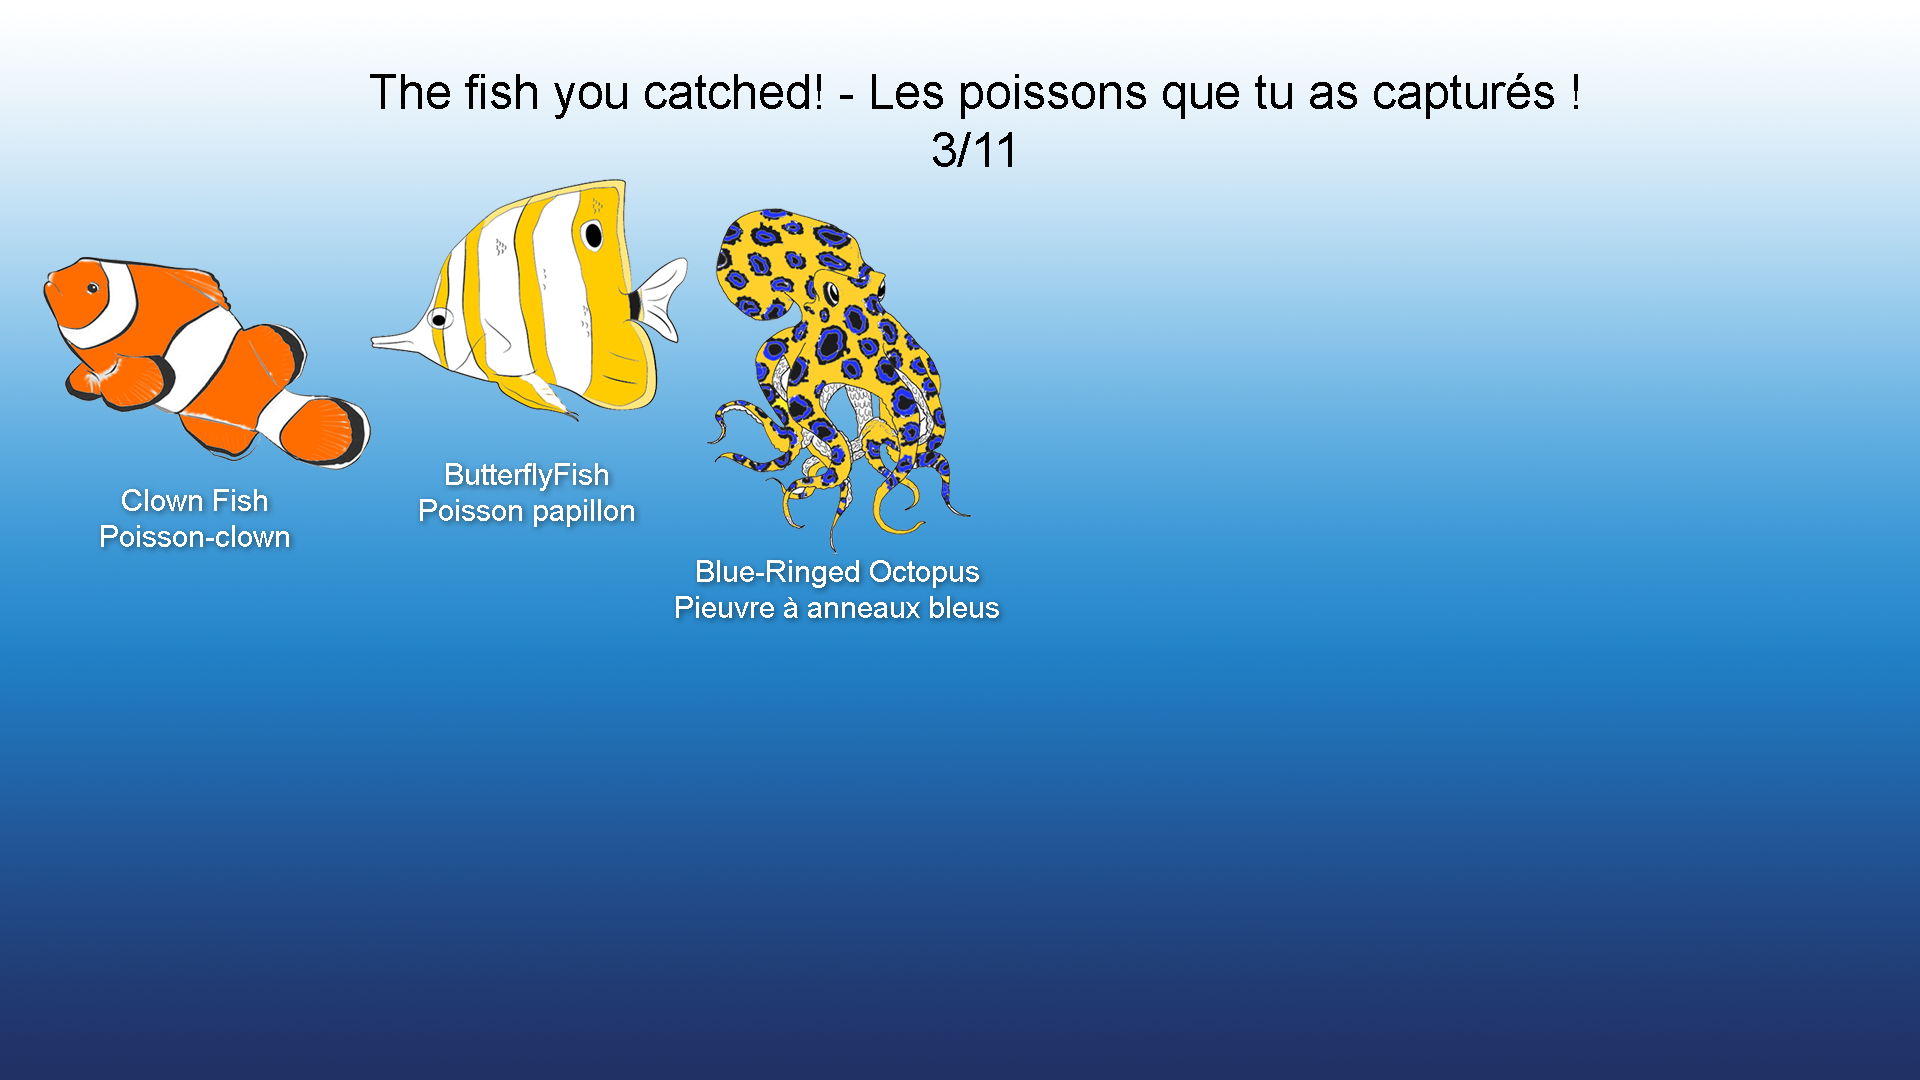 The fish you catched! - Les poissons que tu as capturés !
3/11
Clown Fish
Poisson-clown
ButterflyFish
Poisson papillon
Blue-Ringed Octopus
Pieuvre à anneaux bleus